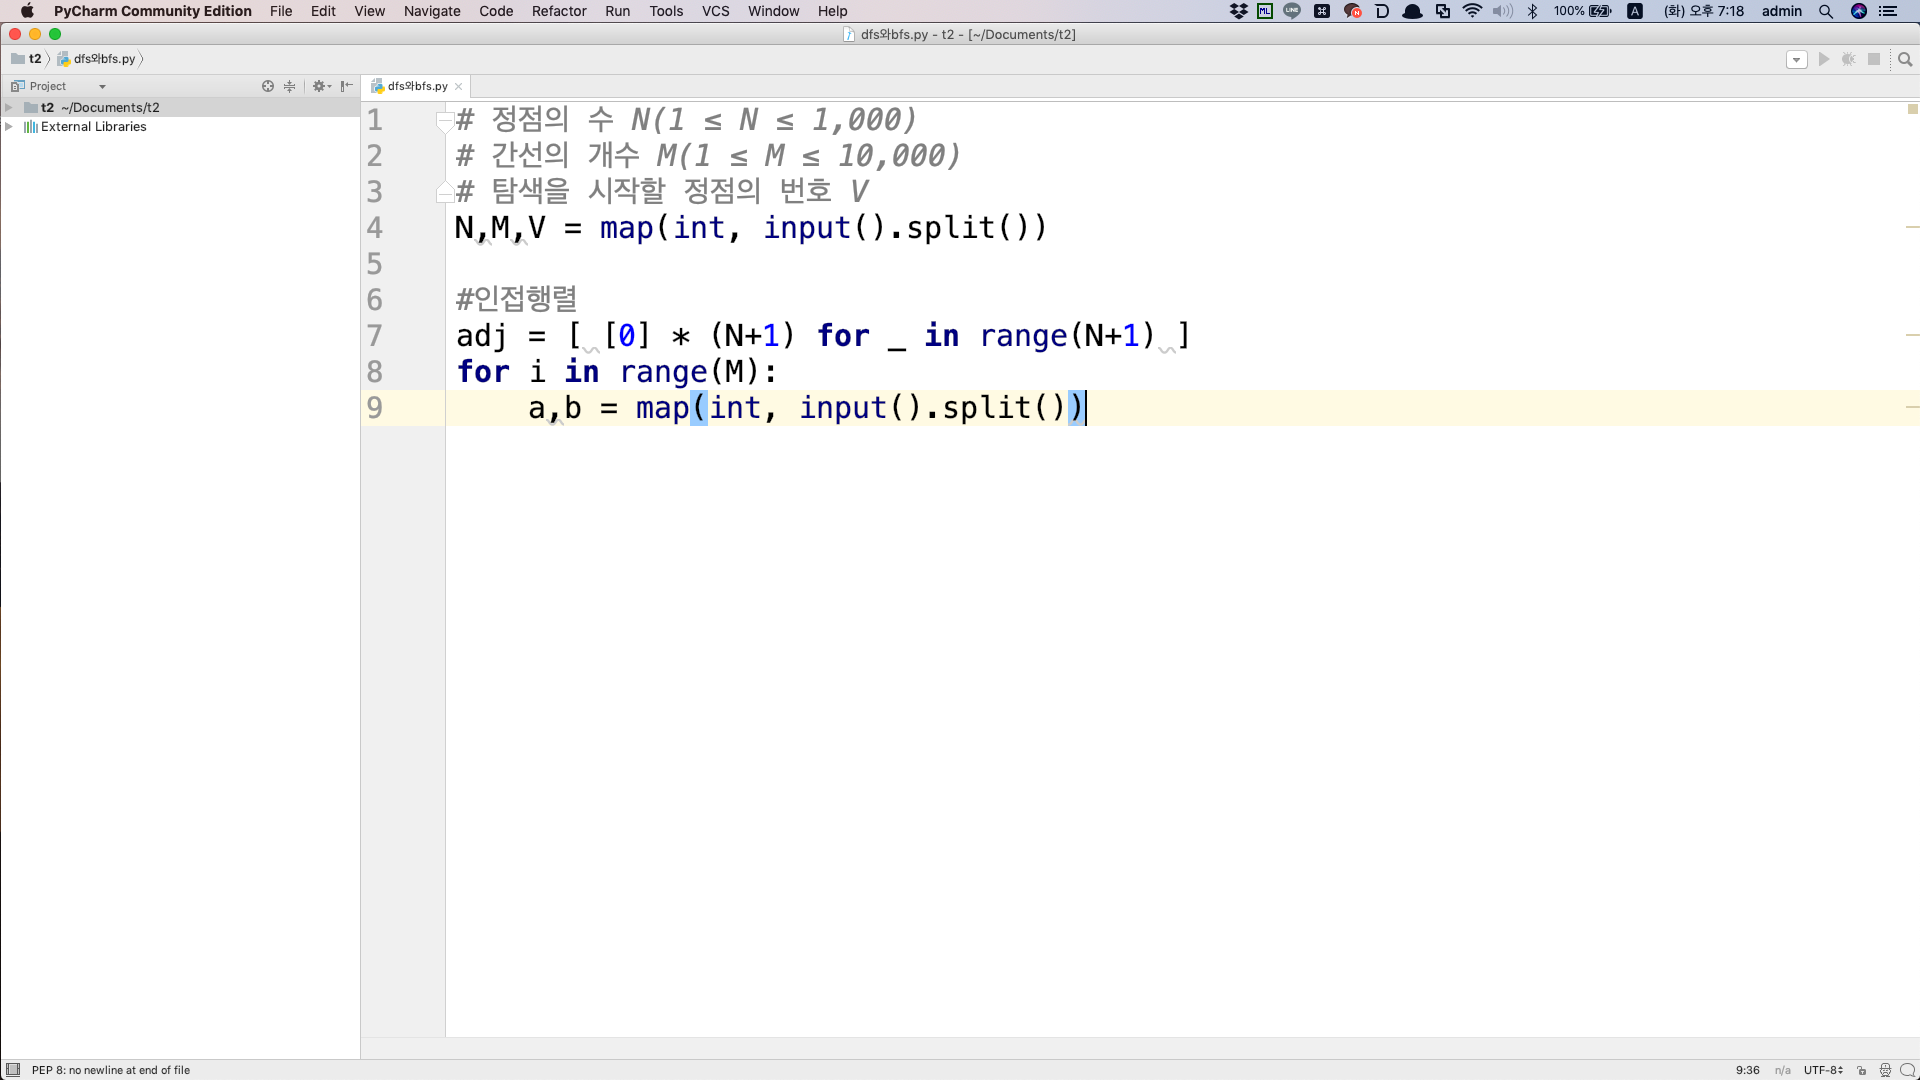 PyCharm Community Edition File Edit View Navigate Code Refactor Run Tools VCS Window Help ML LINE N D 100% A (화) 오후 7:18 admin
dfs와bfs.py - t2 - [~/Documents/t2]
t2 dfs와bfs.py
Project
dfs와bfs.py
t2 ~/Documents/t2
External Libraries
1 # 정점의 수 N(1 ≤ N ≤ 1,000)
2 # 간선의 개수 M(1 ≤ M ≤ 10,000)
3 # 탐색을 시작할 정점의 번호 V
4 N,M,V = map(int, input().split())
5
6 #인접행렬
7 adj = [ [0] * (N+1) for _ in range(N+1) ]
8 for i in range(M):
9 a,b = map(int, input().split())
PEP 8: no newline at end of file 9:36 n/a UTF-8